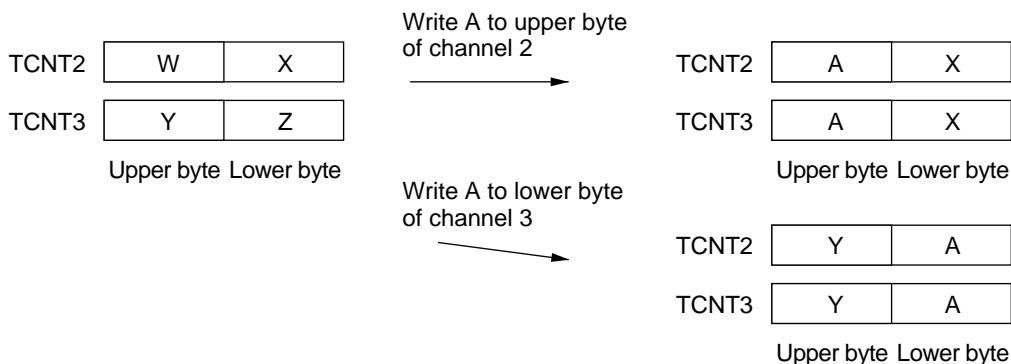 Write A to upper byte
of channel 2
TCNT2 W X
TCNT3 Y Z
Upper byte Lower byte
TCNT2 A X
TCNT3 A X
Upper byte Lower byte
Write A to lower byte
of channel 3
TCNT2 Y A
TCNT3 Y A
Upper byte Lower byte